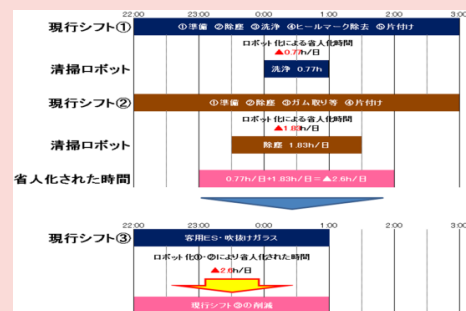 22:00 23:00 0:00 1:00 2:00 3:00
現行シフト① ①準備 ②除塵 ③洗浄 ④ヒールマーク除去 ⑤片付け
ロボット化による省人化時間
▲0.77h/日
清掃ロボット 洗浄 0.77h
現行シフト② ①準備 ②除塵 ③ガム取り等 ④片付け
ロボット化による省人化時間
▲1.83h/日
清掃ロボット 除塵 1.83h/日
省人化された時間 0.77h/日+1.83h/日=▲2.6h/日
22:00 23:00 0:00 1:00 2:00 3:00
現行シフト③ 客用ES・吹抜けガラス
ロボット化①・②により省人化された時間
▲2.6h/日
現行シフト③の削減